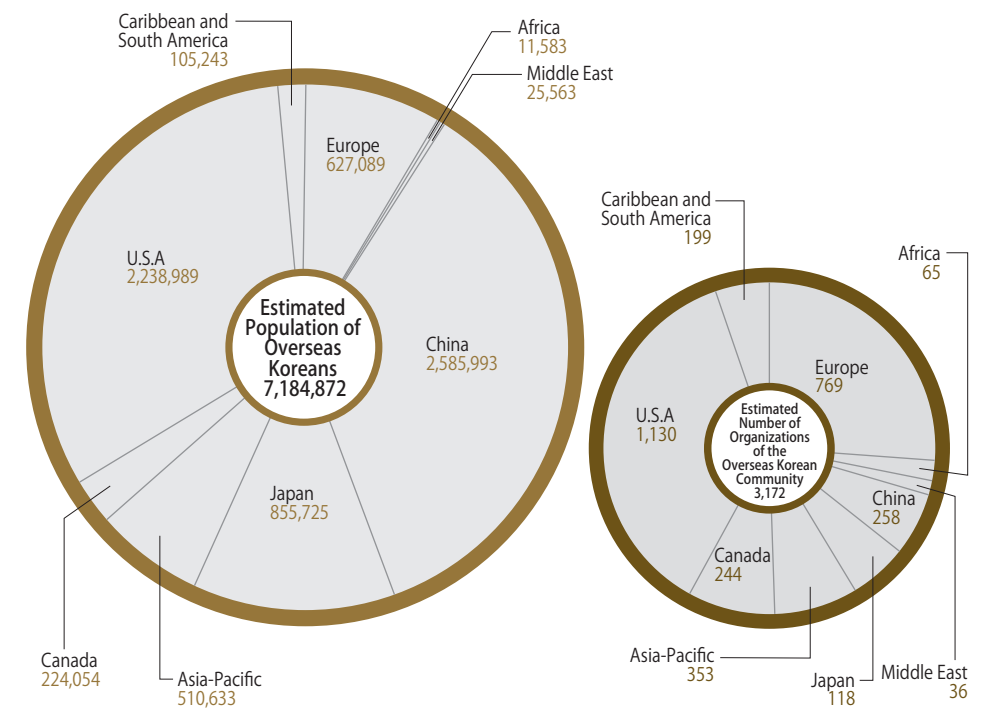 Caribbean and
South America
105,243
Africa
11,583
Middle East
25,563
Europe
627,089
U.S.A
2,238,989
Estimated
Population of
Overseas
Koreans
7,184,872
China
2,585,993
Japan
855,725
Canada
224,054
Asia-Pacific
510,633
Caribbean and
South America
199
Africa
65
Europe
769
U.S.A
1,130
Estimated
Number of
Organizations
of the
Overseas Korean
Community
3,172
China
258
Canada
244
Asia-Pacific
353
Japan
118
Middle East
36